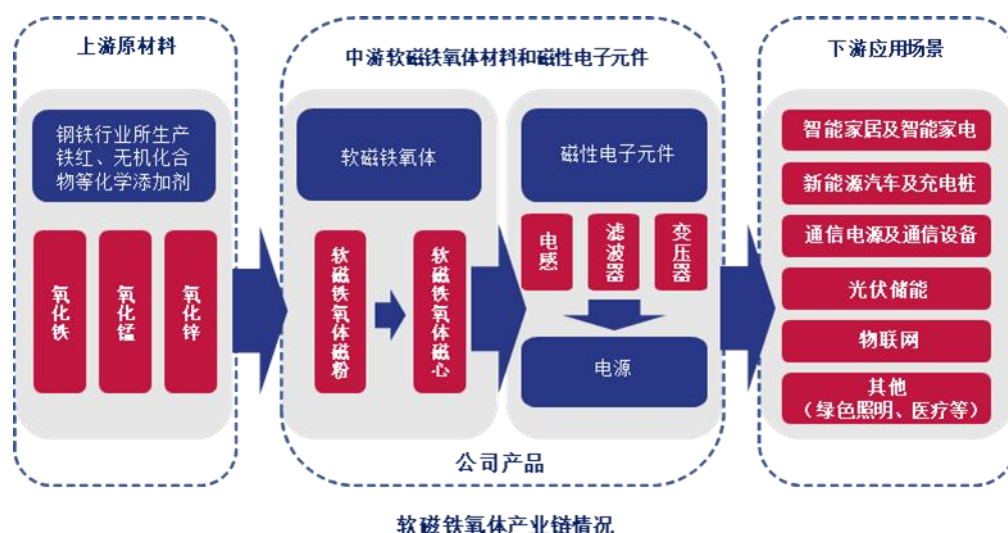 上游原材料
钢铁行业所生产
铁红、无机化合
物等化学添加剂
氧化铁
氧化锰
氧化锌
中游软磁铁氧体材料和磁性电子元件
软磁铁氧体
软磁铁氧体磁粉
软磁铁氧体磁心
磁性电子元件
电感
滤波器
变压器
电源
公司产品
下游应用场景
智能家居及智能家电
新能源汽车及充电桩
通信电源及通信设备
光伏储能
物联网
其他
（绿色照明、医疗等）
软磁铁氧体产业链情况